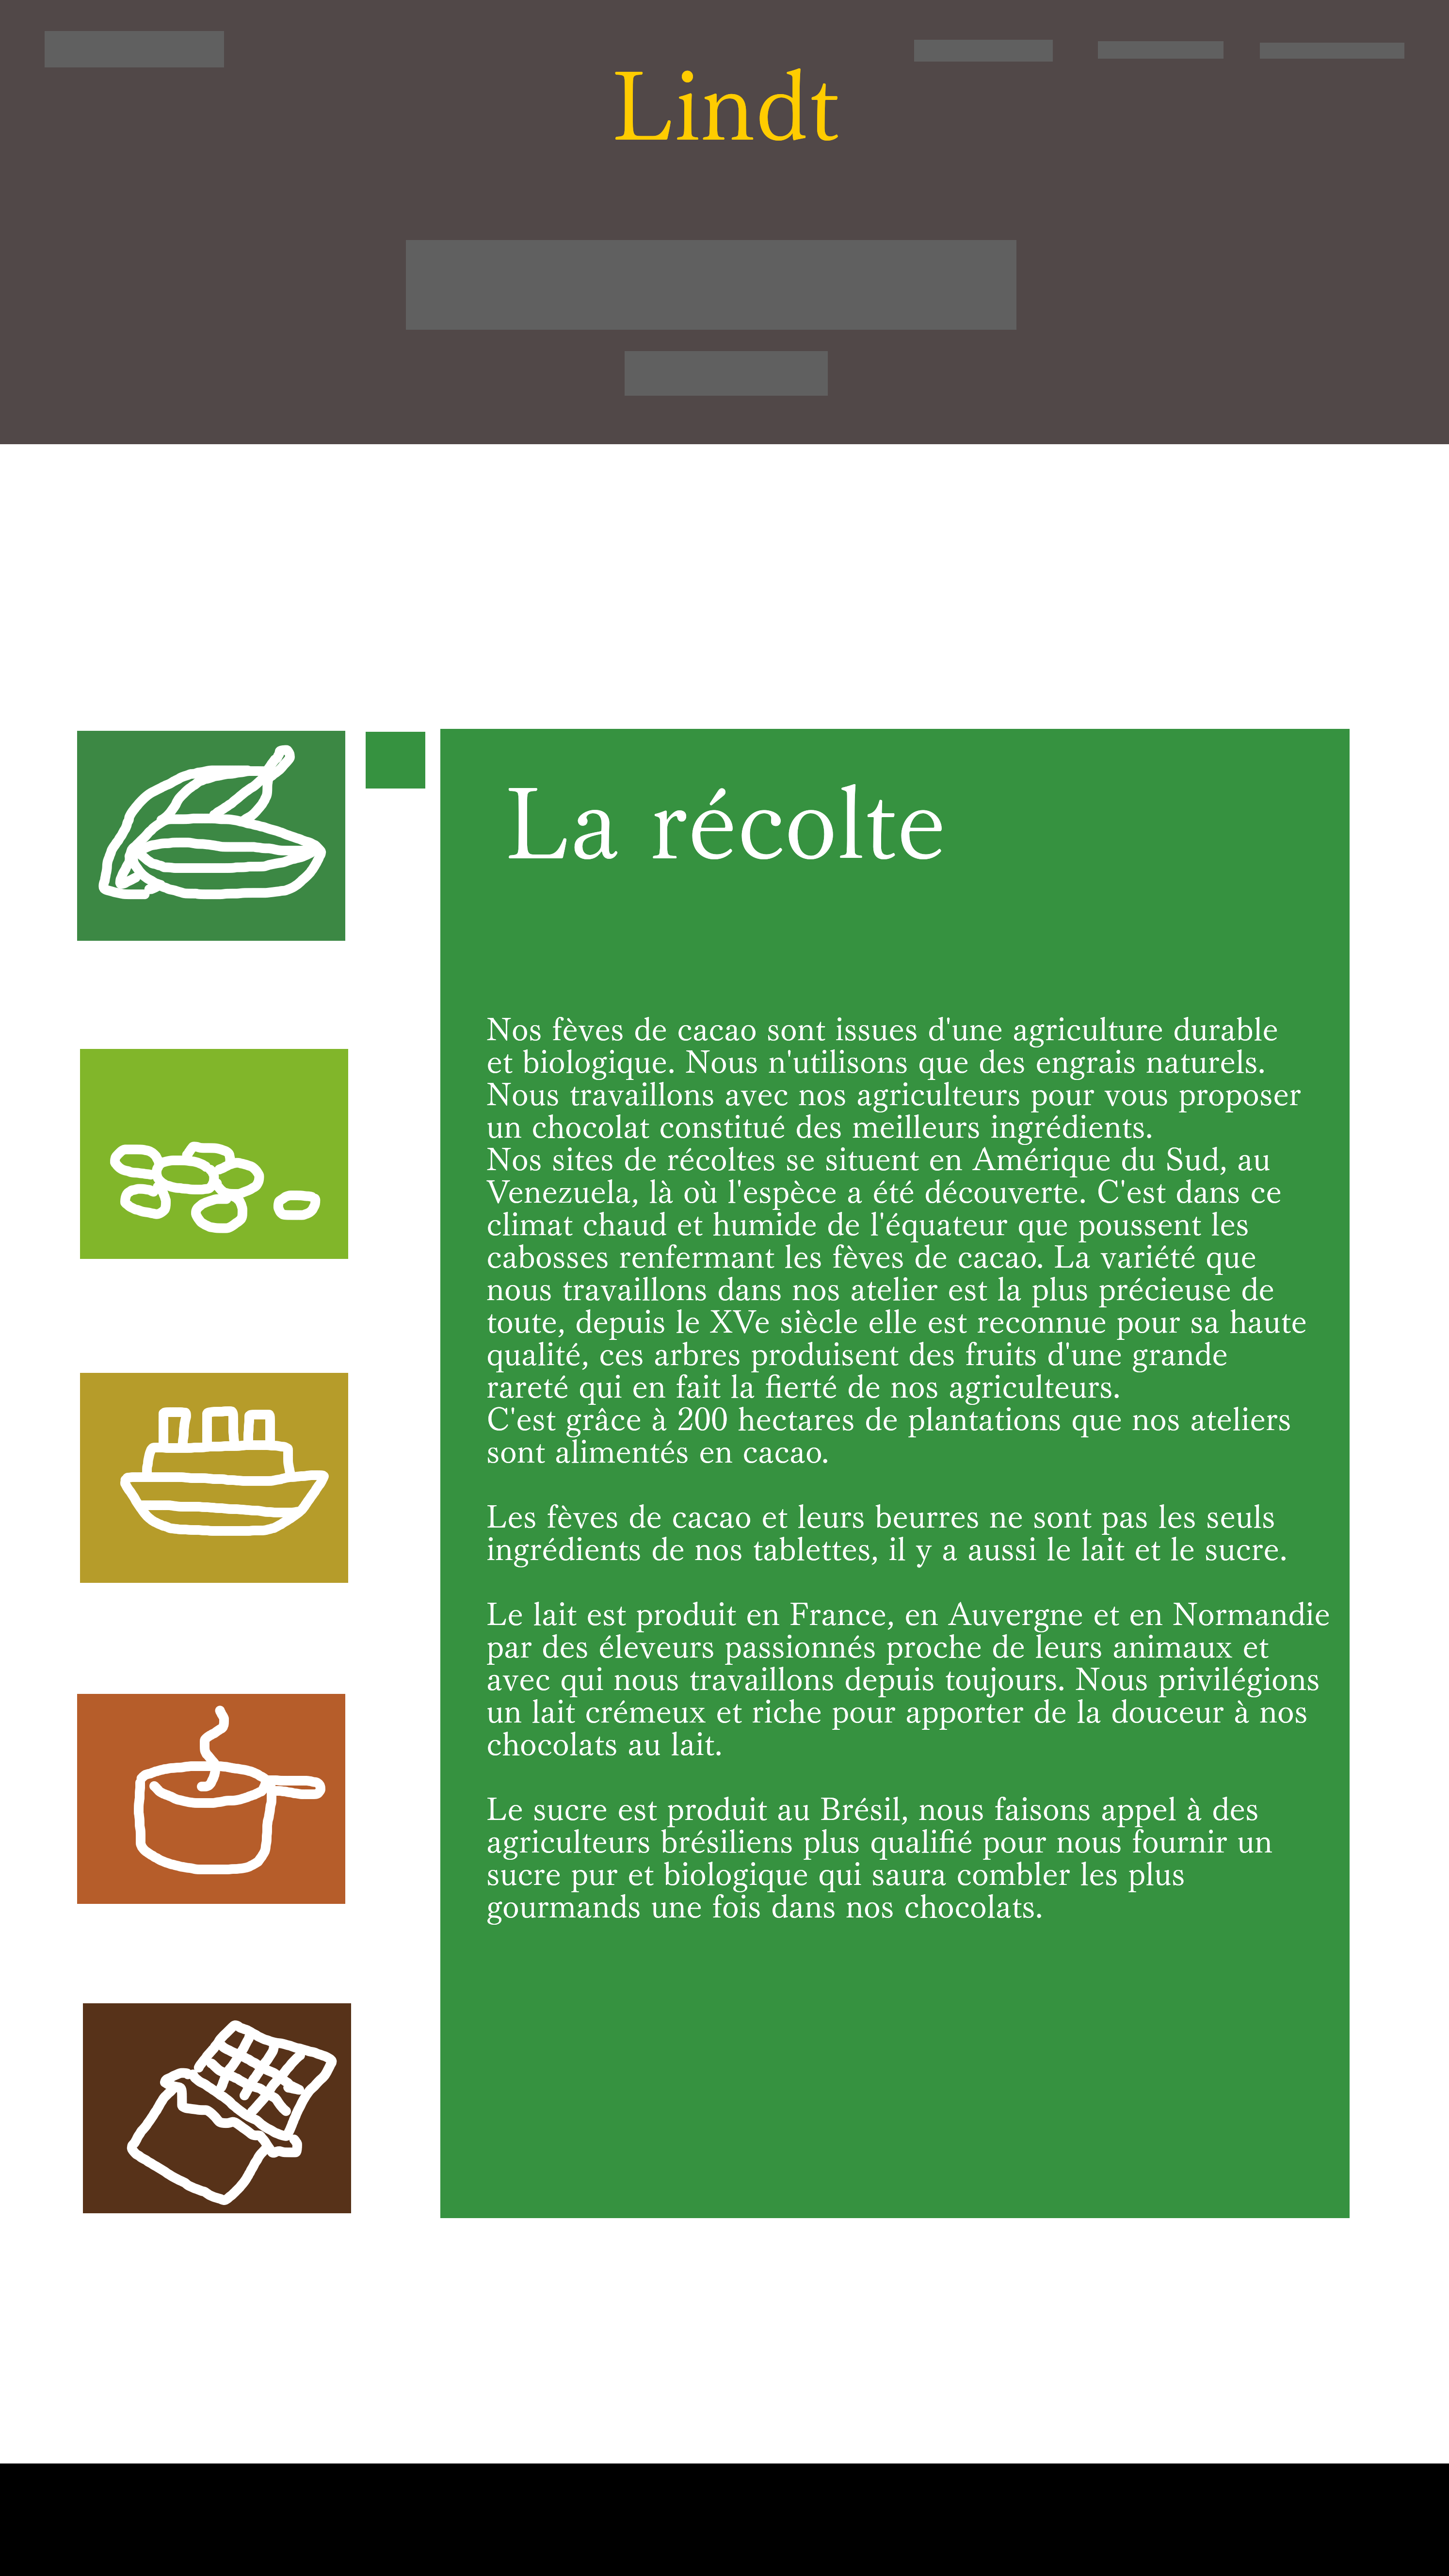 Lindt
La récolte
Nos fèves de cacao sont issues d'une agriculture durable
et biologique. Nous n'utilisons que des engrais naturels.
Nous travaillons avec nos agriculteurs pour vous proposer
un chocolat constitué des meilleurs ingrédients.
Nos sites de récoltes se situent en Amérique du Sud, au
Venezuela, là où l'espèce a été découverte. C'est dans ce
climat chaud et humide de l'équateur que poussent les
cabosses renfermant les fèves de cacao. La variété que
nous travaillons dans nos atelier est la plus précieuse de
toute, depuis le XVe siècle elle est reconnue pour sa haute
qualité, ces arbres produisent des fruits d'une grande
rareté qui en fait la fierté de nos agriculteurs.
C'est grâce à 200 hectares de plantations que nos ateliers
sont alimentés en cacao.
Les fèves de cacao et leurs beurres ne sont pas les seuls
ingrédients de nos tablettes, il y a aussi le lait et le sucre.
Le lait est produit en France, en Auvergne et en Normandie
par des éleveurs passionnés proche de leurs animaux et
avec qui nous travaillons depuis toujours. Nous privilégions
un lait crémeux et riche pour apporter de la douceur à nos
chocolats au lait.
Le sucre est produit au Brésil, nous faisons appel à des
agriculteurs brésiliens plus qualifié pour nous fournir un
sucre pur et biologique qui saura combler les plus
gourmands une fois dans nos chocolats.